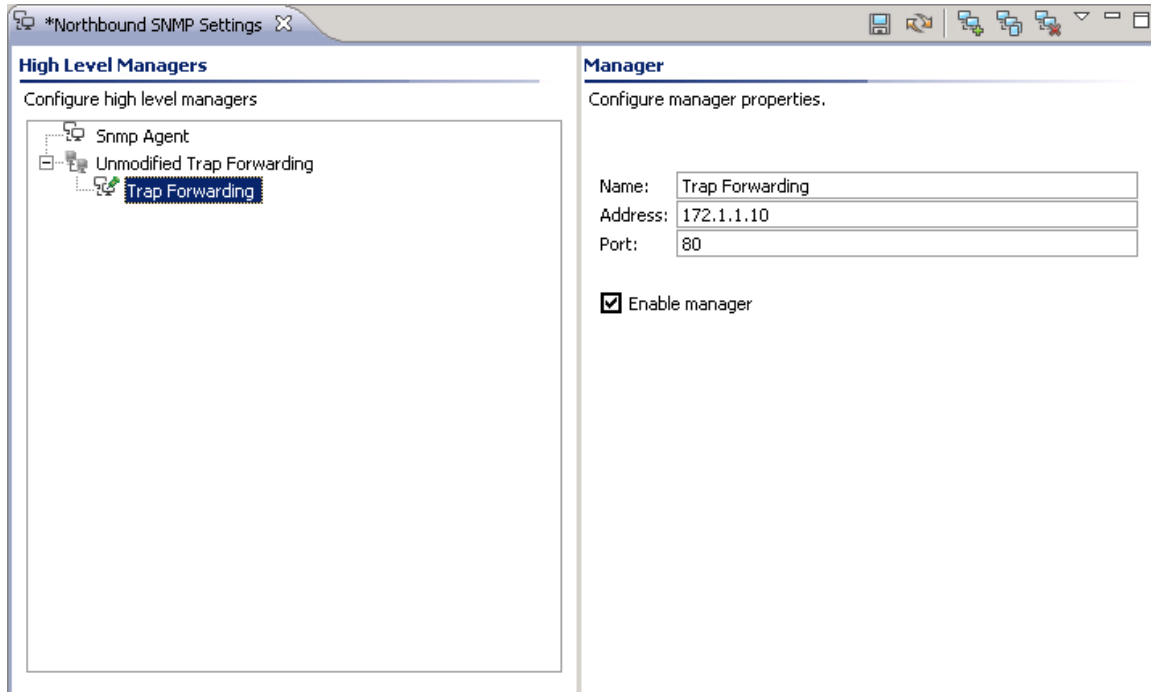 *Northbound SNMP Settings
High Level Managers
Configure high level managers
Snmp Agent
Unmodified Trap Forwarding
Trap Forwarding
Manager
Configure manager properties.
Name: Trap Forwarding
Address: 172.1.1.10
Port: 80
Enable manager